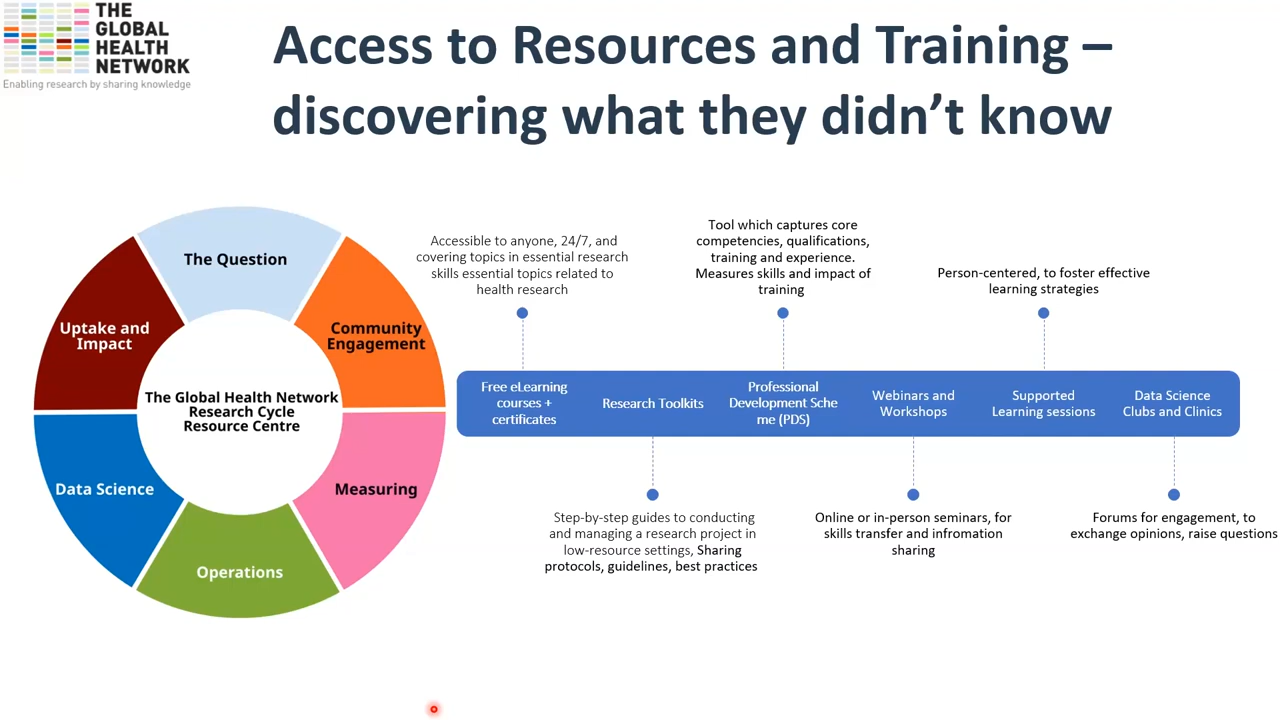 THE
GLOBAL
HEALTH
NETWORK
Enabling research by sharing knowledge
Access to Resources and Training –
discovering what they didn’t know
The Question
Community
Engagement
Measuring
Operations
Data Science
Uptake and
Impact
The Global Health Network
Research Cycle
Resource Centre
Accessible to anyone, 24/7, and
covering topics in essential research
skills essential topics related to
health research
Tool which captures core
competencies, qualifications,
training and experience.
Measures skills and impact of
training
Person-centered, to foster effective
learning strategies
Free eLearning
courses +
certificates
Research Toolkits
Professional
Development Sche
me (PDS)
Webinars and
Workshops
Supported
Learning sessions
Data Science
Clubs and Clinics
Step-by-step guides to conducting
and managing a research project in
low-resource settings, Sharing
protocols, guidelines, best practices
Online or in-person seminars, for
skills transfer and infromation
sharing
Forums for engagement, to
exchange opinions, raise questions